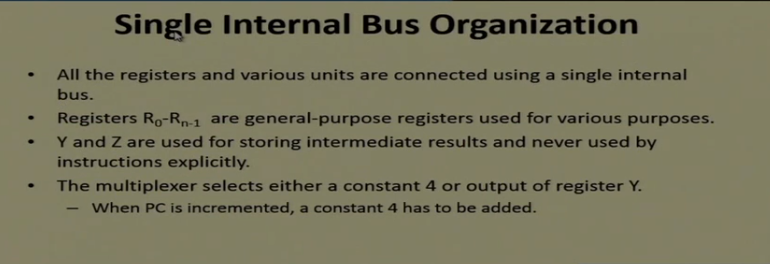 Single Internal Bus Organization
• All the registers and various units are connected using a single internal
bus.
• Registers R₀-Rₙ₋₁ are general-purpose registers used for various purposes.
• Y and Z are used for storing intermediate results and never used by
instructions explicitly.
• The multiplexer selects either a constant 4 or output of register Y.
– When PC is incremented, a constant 4 has to be added.